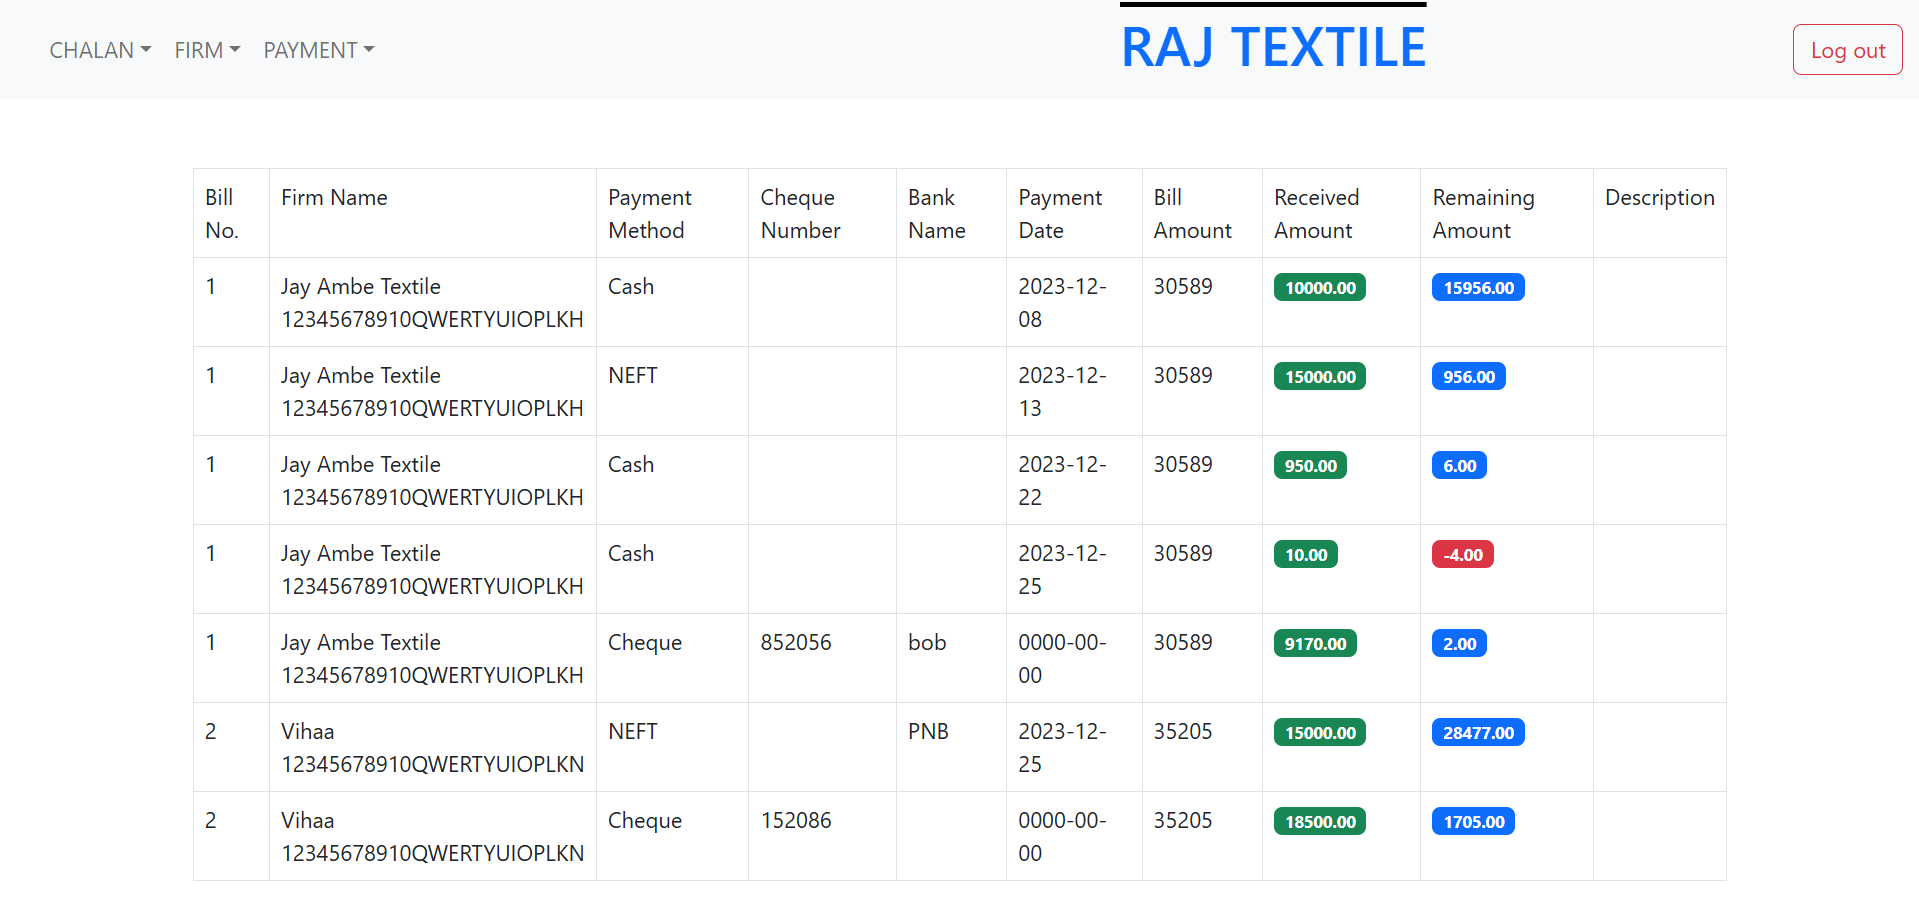 CHALAN FIRM PAYMENT RAJ TEXTILE Log out
Bill No. Firm Name Payment Method Cheque Number Bank Name Payment Date Bill Amount Received Amount Remaining Amount Description
1 Jay Ambe Textile 12345678910QWERTYUIOPLKH Cash 2023-12-08 30589 10000.00 15956.00
1 Jay Ambe Textile 12345678910QWERTYUIOPLKH NEFT 2023-12-13 30589 15000.00 956.00
1 Jay Ambe Textile 12345678910QWERTYUIOPLKH Cash 2023-12-22 30589 950.00 6.00
1 Jay Ambe Textile 12345678910QWERTYUIOPLKH Cash 2023-12-25 30589 10.00 -4.00
1 Jay Ambe Textile 12345678910QWERTYUIOPLKH Cheque 852056 bob 0000-00-00 30589 9170.00 2.00
2 Vihaa 12345678910QWERTYUIOPLKN NEFT PNB 2023-12-25 35205 15000.00 28477.00
2 Vihaa 12345678910QWERTYUIOPLKN Cheque 152086 0000-00-00 35205 18500.00 1705.00